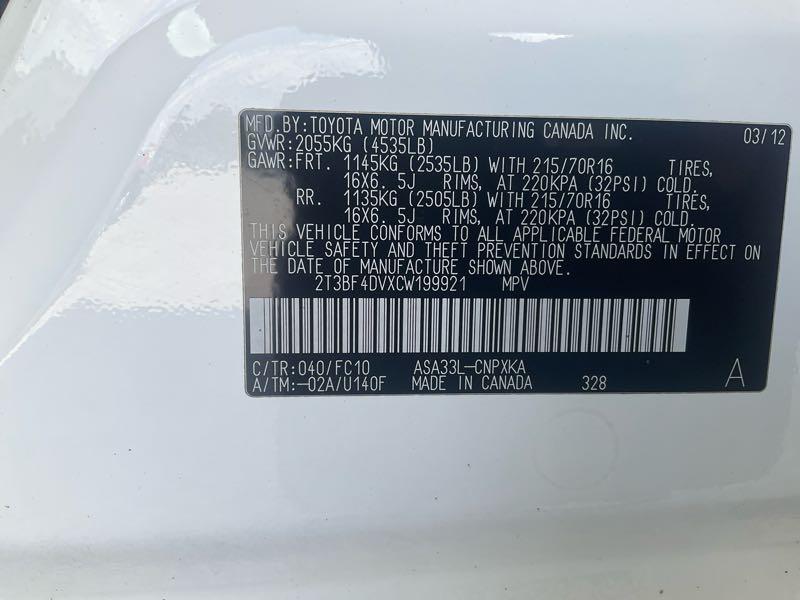 MFD.BY:TOYOTA MOTOR MANUFACTURING CANADA INC. 03/12
GVWR:2055KG (4535LB)
GAWR:FRT. 1145KG (2535LB) WITH 215/70R16 TIRES,
16X6.5J RIMS, AT 220KPA (32PSI) COLD.
RR. 1135KG (2505LB) WITH 215/70R16 TIRES,
16X6.5J RIMS, AT 220KPA (32PSI) COLD.
THIS VEHICLE CONFORMS TO ALL APPLICABLE FEDERAL MOTOR
VEHICLE SAFETY AND THEFT PREVENTION STANDARDS IN EFFECT ON
THE DATE OF MANUFACTURE SHOWN ABOVE.
2T3BF4DVXCW199921 MPV
C/TR:040/FC10 ASA33L-CNPXKA
A/TM:-02A/U140F MADE IN CANADA 328 A